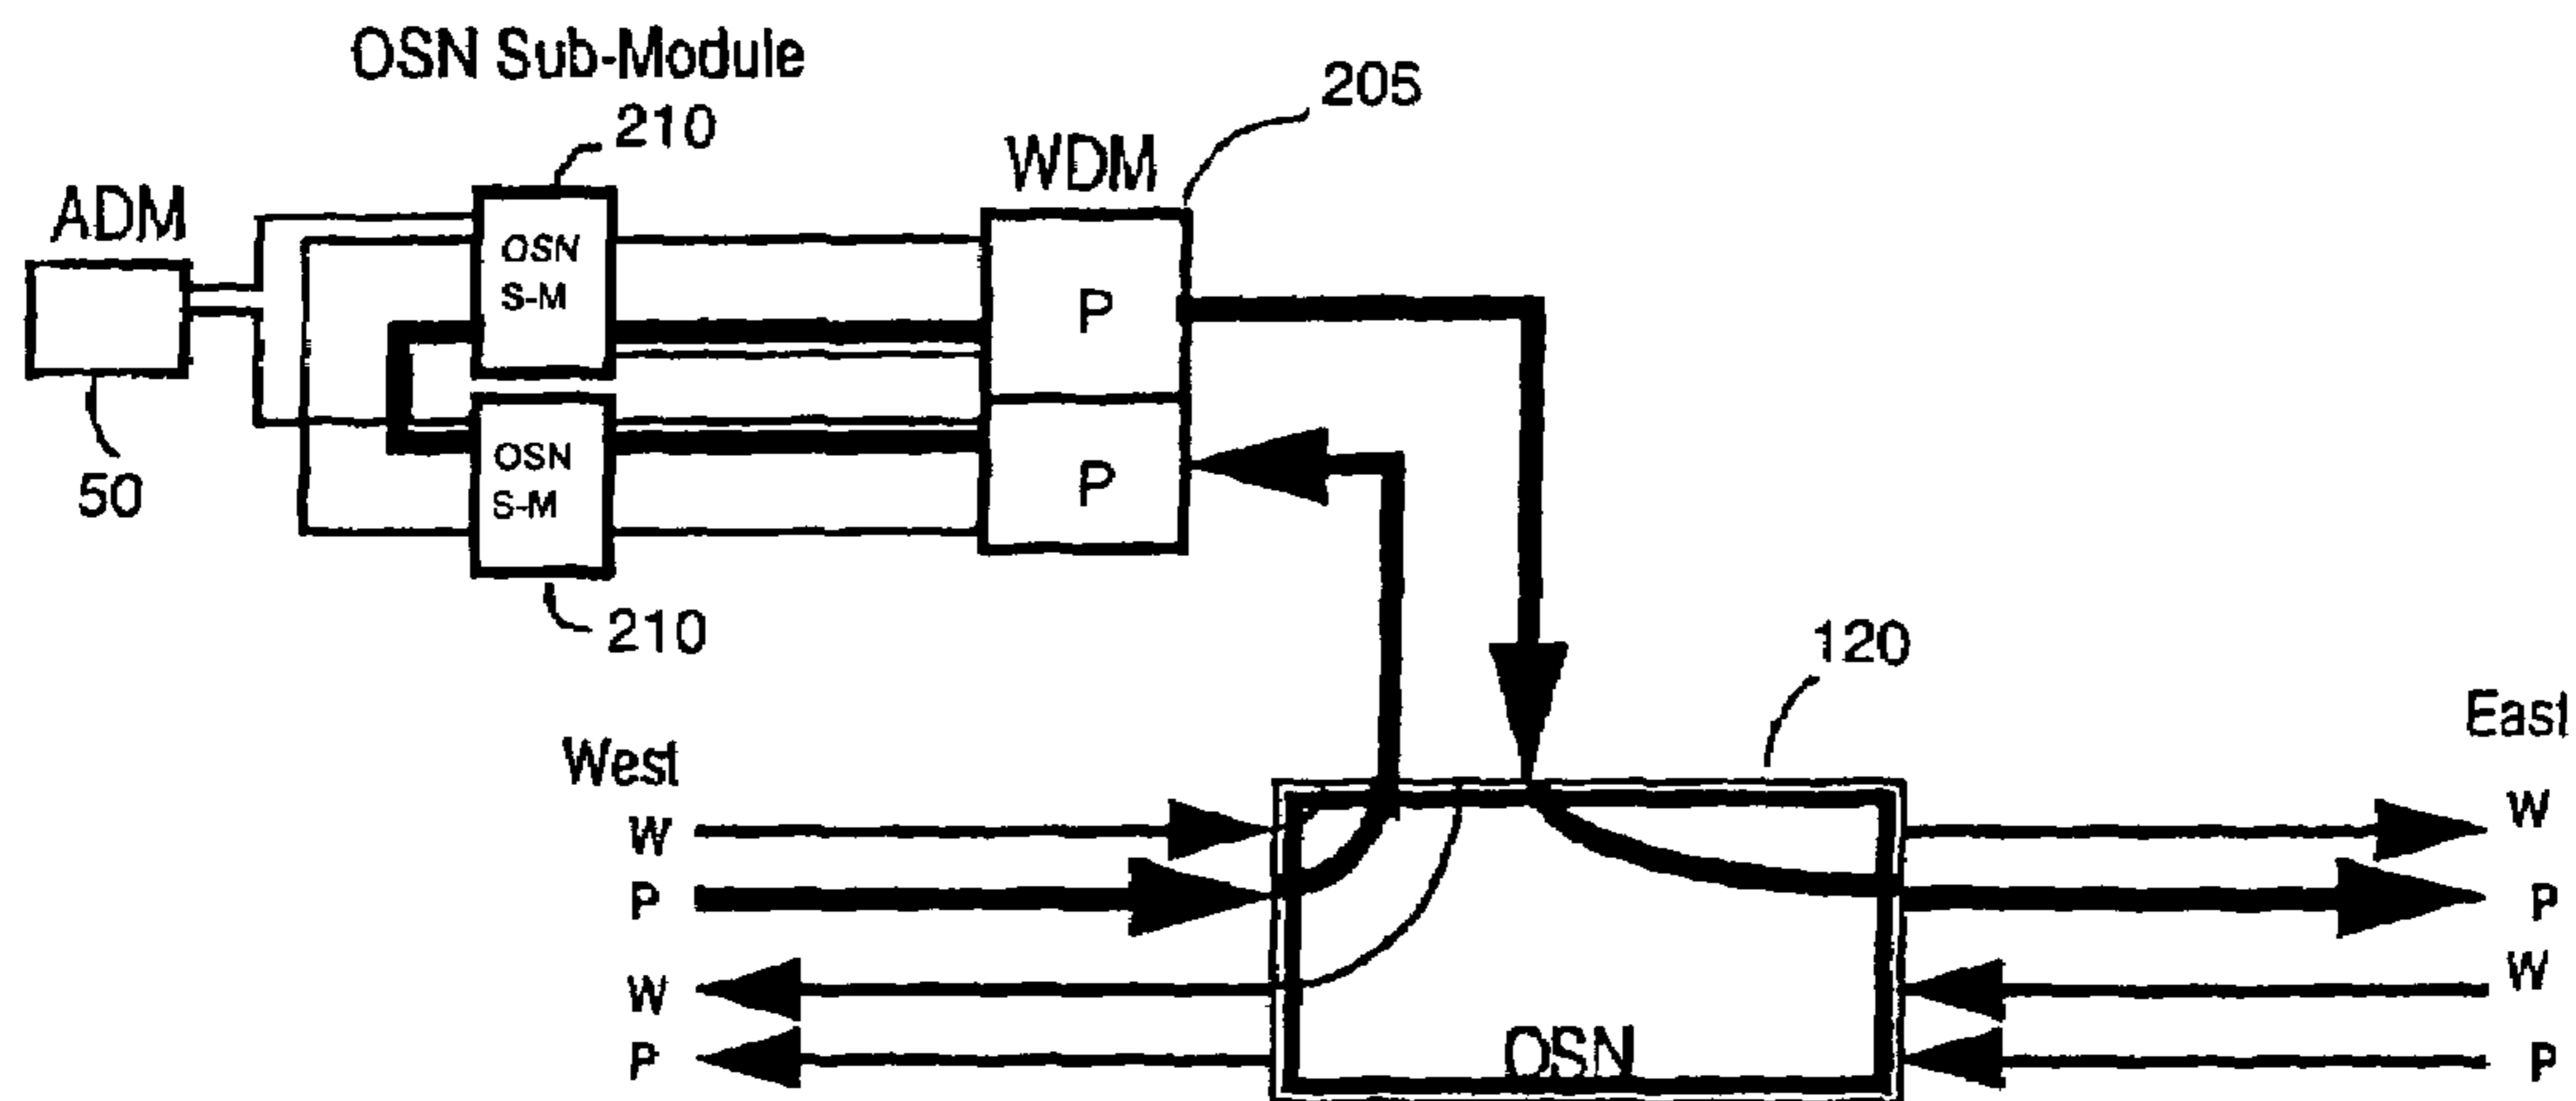 OSN Sub-Module
210
205
WDM
ADM
OSN
S-M
P
50
OSN
S-M
P
210
120
East
West
W
W
P
P
W
W
P
P
OSN